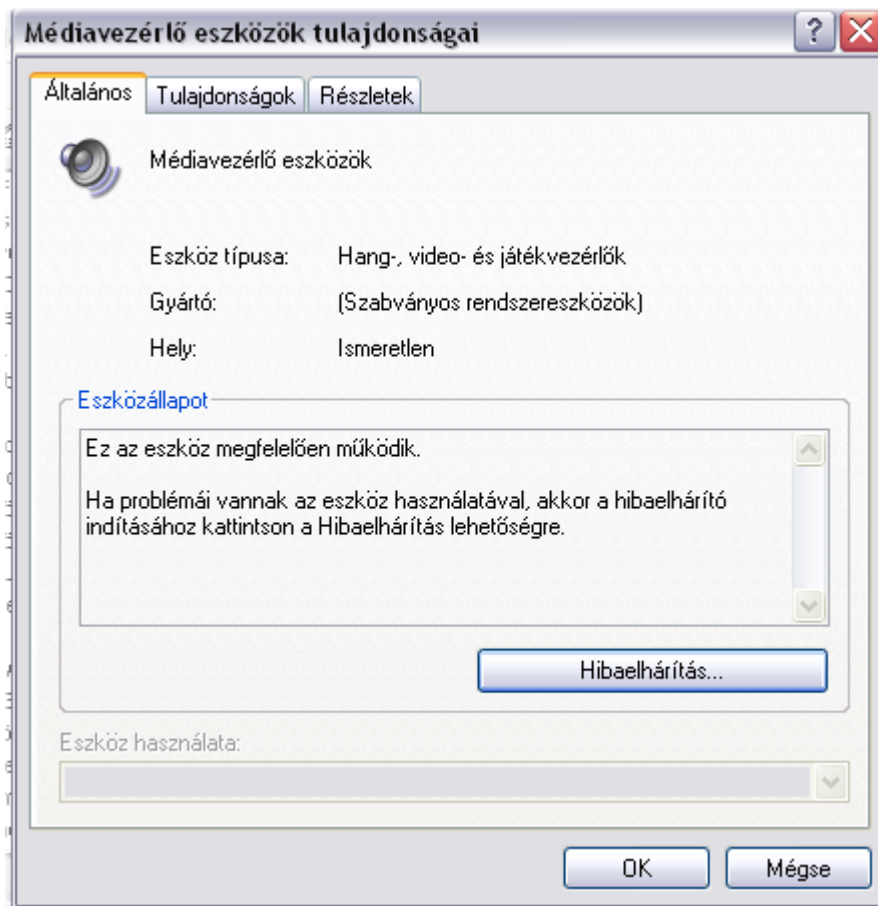 Médiavezérlő eszközök tulajdonságai
Általános Tulajdonságok Részletek
Médiavezérlő eszközök
Eszköz típusa: Hang-, video- és játékvezérlők
Gyártó: (Szabványos rendszereszközök)
Hely: Ismeretlen
Eszközállapot
Ez az eszköz megfelelően működik.
Ha problémái vannak az eszköz használatával, akkor a hibaelhárító
indításához kattintson a Hibaelhárítás lehetőségre.
Hibaelhárítás...
Eszköz használata:
OK Mégse